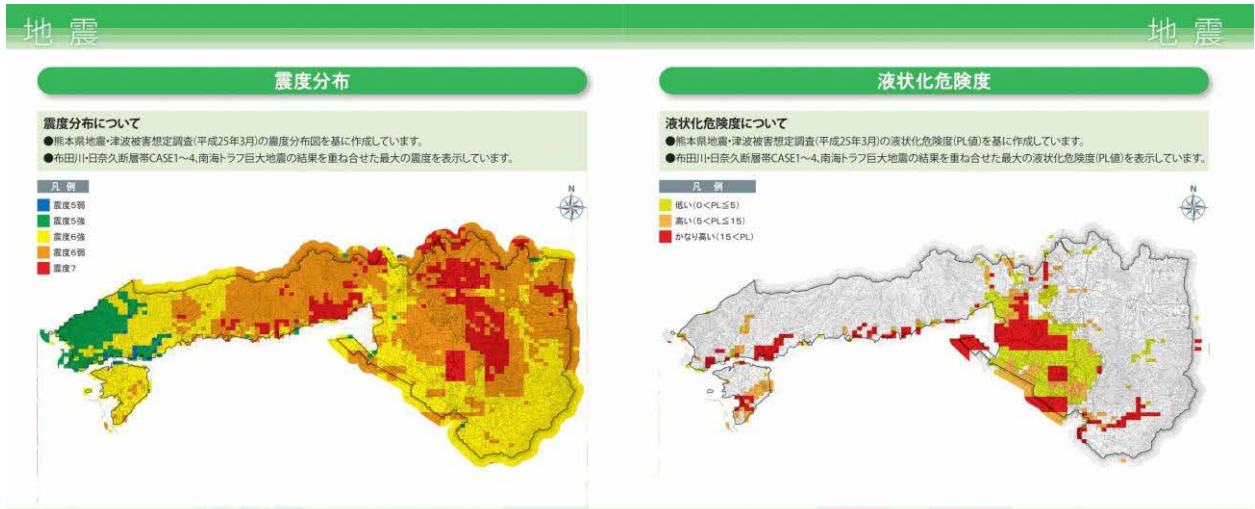 地 震
地 震
震度分布
震度分布について
●熊本県地震・津波被害想定調査(平成25年3月)の震度分布図を基に作成しています。
●布田川・日奈久断層帯CASE1～4、南海トラフ巨大地震の結果を重ね合せた最大の震度を表示しています。
凡 例
震度5弱
震度5強
震度6強
震度6弱
震度7
N
液状化危険度
液状化危険度について
●熊本県地震・津波被害想定調査(平成25年3月)の液状化危険度(PL値)を基に作成しています。
●布田川・日奈久断層帯CASE1～4、南海トラフ巨大地震の結果を重ね合せた最大の液状化危険度(PL値)を表示しています。
凡 例
低い(0<PL≦5)
高い(5<PL≦15)
かなり高い(15<PL)
N